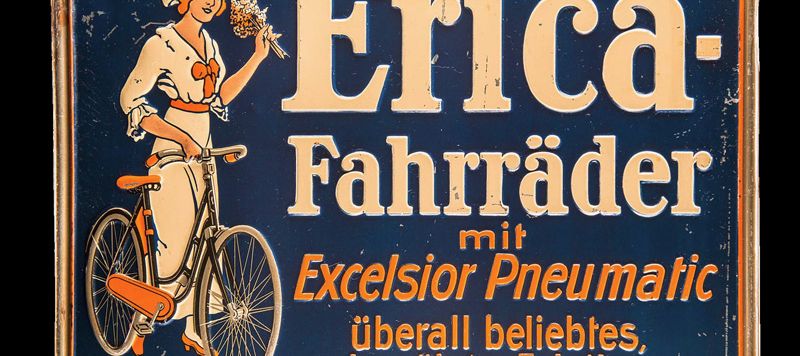 Erica-
Fahrräder
mit
Excelsior Pneumatic
überall beliebtes,